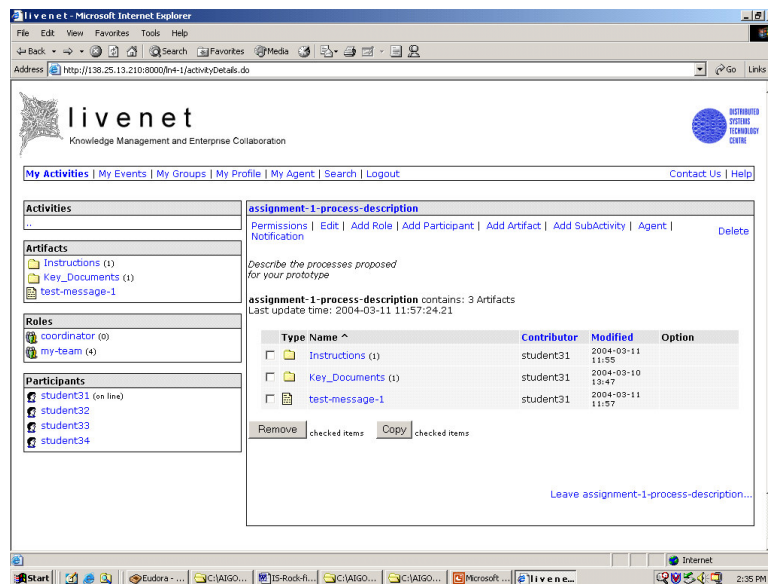 livenet - Microsoft Internet Explorer
File Edit View Favorites Tools Help
Back Search Favorites Media
Address http://138.25.13.210:8000/ln4-1/activityDetails.do Go Links
livenet
Knowledge Management and Enterprise Collaboration
DISTRIBUTED
SYSTEMS
TECHNOLOGY
CENTRE
My Activities | My Events | My Groups | My Profile | My Agent | Search | Logout Contact Us | Help
Activities
..
Artifacts
Instructions (1)
Key_Documents (1)
test-message-1
Roles
coordinator (0)
my-team (4)
Participants
student31 (on line)
student32
student33
student34
assignment-1-process-description
Permissions | Edit | Add Role | Add Participant | Add Artifact | Add SubActivity | Agent |
Notification
Delete
Describe the processes proposed
for your prototype
assignment-1-process-description contains: 3 Artifacts
Last update time: 2004-03-11 11:57:24.21
Type Name ^ Contributor Modified Option
Instructions (1) student31 2004-03-11
11:55
Key_Documents (1) student31 2004-03-10
13:47
test-message-1 student31 2004-03-11
11:57
Remove checked items Copy checked items
Leave assignment-1-process-description...
Internet
Start Eudora - ... C:\AIGO... IS-Rock-fi... C:\AIGO... C:\AIGO... Microsoft ... livene... 2:35 PM